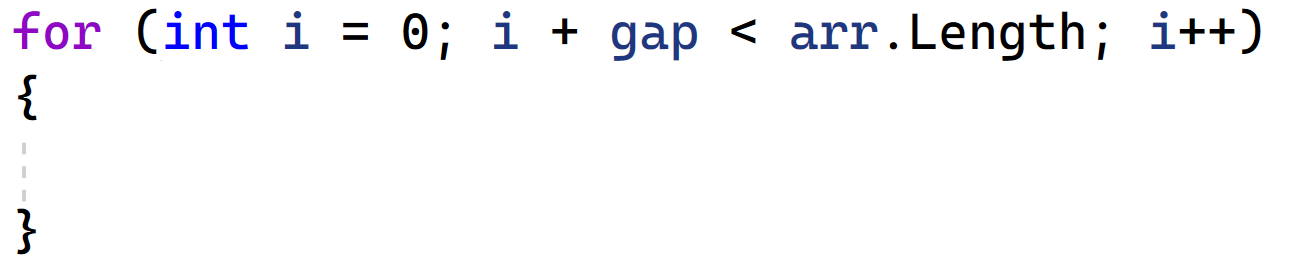 for (int i = 0; i + gap < arr.Length; i++)
{
}